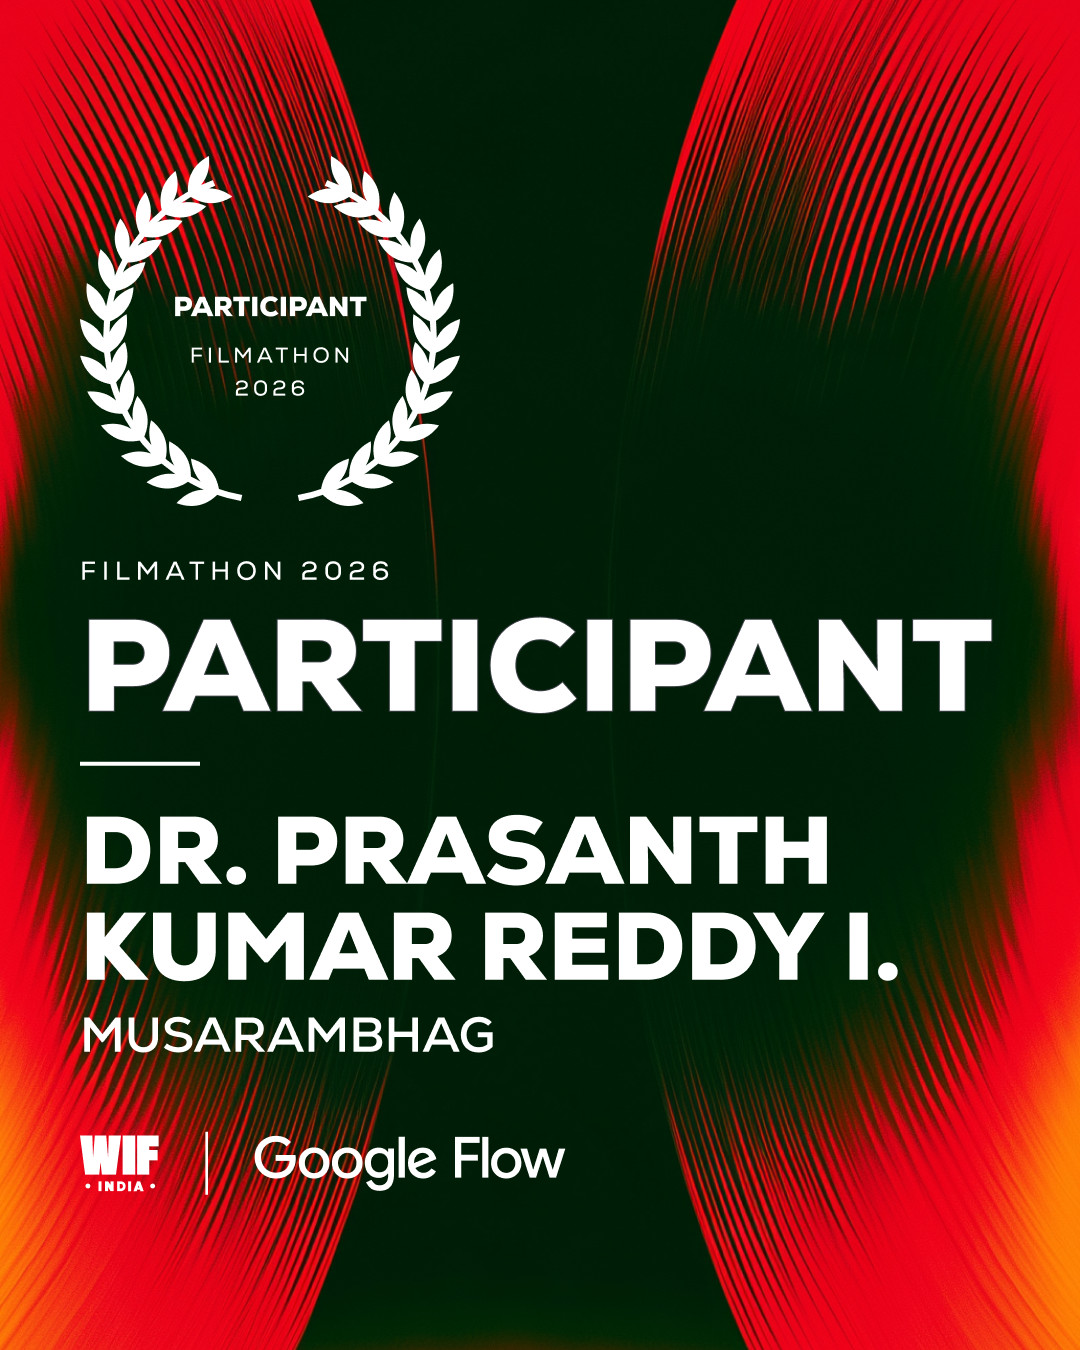 PARTICIPANT
FILMATHON
2026
FILMATHON 2026
PARTICIPANT
DR. PRASANTH
KUMAR REDDY I.
MUSARAMBHAG
WIF
• INDIA •
Google Flow